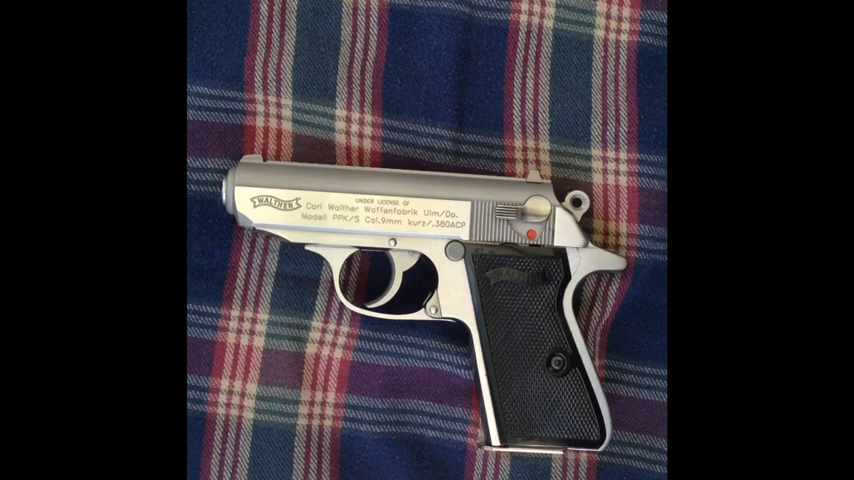 WALTHER
UNDER LICENSE OF
Carl Walther Waffenfabrik Ulm/Do.
Modell PPK/S Cal.9mm kurz/.380ACP